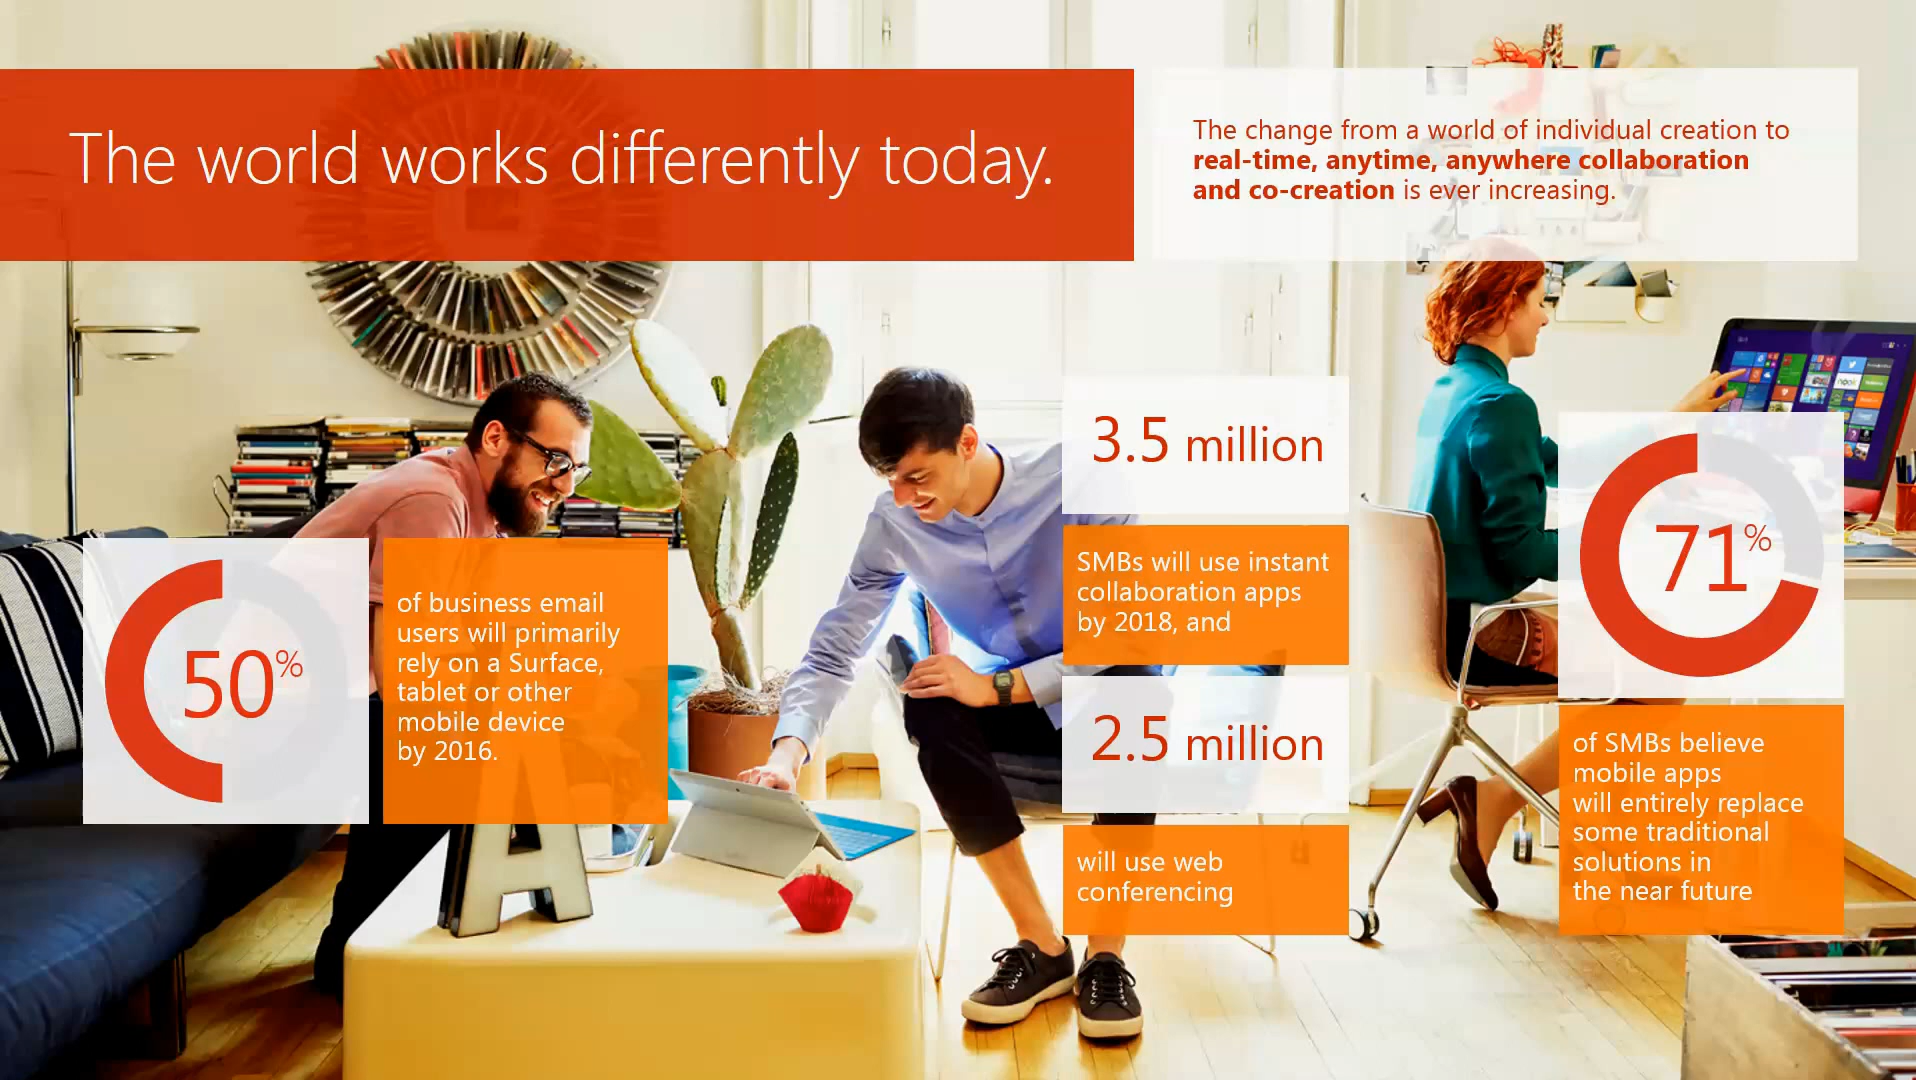 The world works differently today.
The change from a world of individual creation to
real-time, anytime, anywhere collaboration
and co-creation is ever increasing.
50%
of business email
users will primarily
rely on a Surface,
tablet or other
mobile device
by 2016.
A
3.5 million
SMBs will use instant
collaboration apps
by 2018, and
2.5 million
will use web
conferencing
nook
71%
of SMBs believe
mobile apps
will entirely replace
some traditional
solutions in
the near future